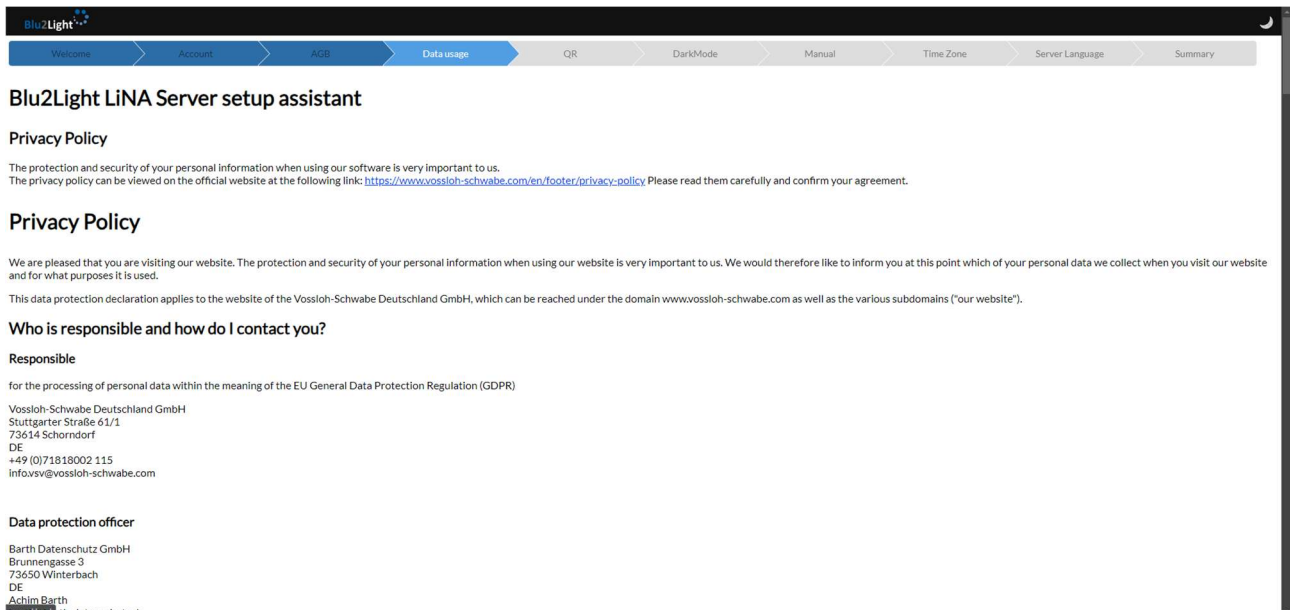 Blu2Light
Welcome
Account
AGB
Data usage
QR
DarkMode
Manual
Time Zone
Server Language
Summary
Blu2Light LiNA Server setup assistant
Privacy Policy
The protection and security of your personal information when using our software is very important to us.
The privacy policy can be viewed on the official website at the following link: https://www.vossloh-schwabe.com/en/footer/privacy-policy Please read them carefully and confirm your agreement.
Privacy Policy
We are pleased that you are visiting our website. The protection and security of your personal information when using our website is very important to us. We would therefore like to inform you at this point which of your personal data we collect when you visit our website
and for what purposes it is used.
This data protection declaration applies to the website of the Vossloh-Schwabe Deutschland GmbH, which can be reached under the domain www.vossloh-schwabe.com as well as the various subdomains ("our website").
Who is responsible and how do I contact you?
Responsible
for the processing of personal data within the meaning of the EU General Data Protection Regulation (GDPR)
Vossloh-Schwabe Deutschland GmbH
Stuttgarter Straße 61/1
73614 Schorndorf
DE
+49 (0)71818002 115
info.vsv@vossloh-schwabe.com
Data protection officer
Barth Datenschutz GmbH
Brunnengasse 3
73650 Winterbach
DE
Achim Barth